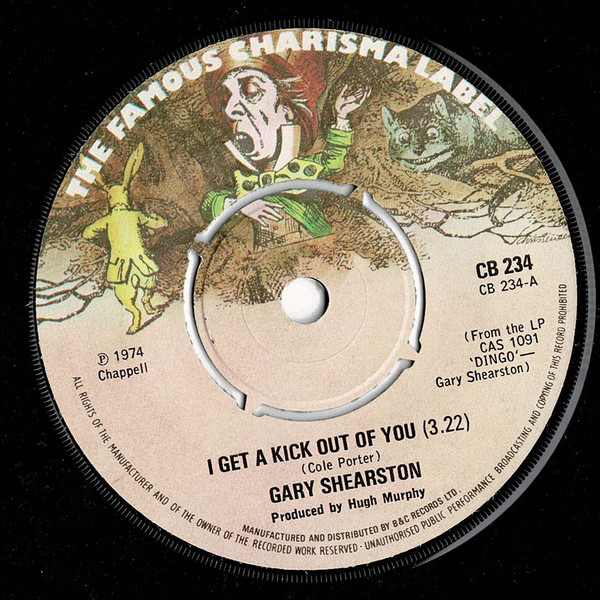 THE FAMOUS CHARISMA LABEL
CB 234
CB 234-A
(From the LP
CAS 1091
'DINGO'—
Gary Shearston)
Ⓟ 1974
Chappell
I GET A KICK OUT OF YOU (3.22)
(Cole Porter)
GARY SHEARSTON
Produced by Hugh Murphy
MANUFACTURED AND DISTRIBUTED BY B&C RECORDS LTD.
ALL RIGHTS OF THE MANUFACTURER AND OF THE OWNER OF THE RECORDED WORK RESERVED · UNAUTHORISED PUBLIC PERFORMANCE BROADCASTING AND COPYING OF THIS RECORD PROHIBITED